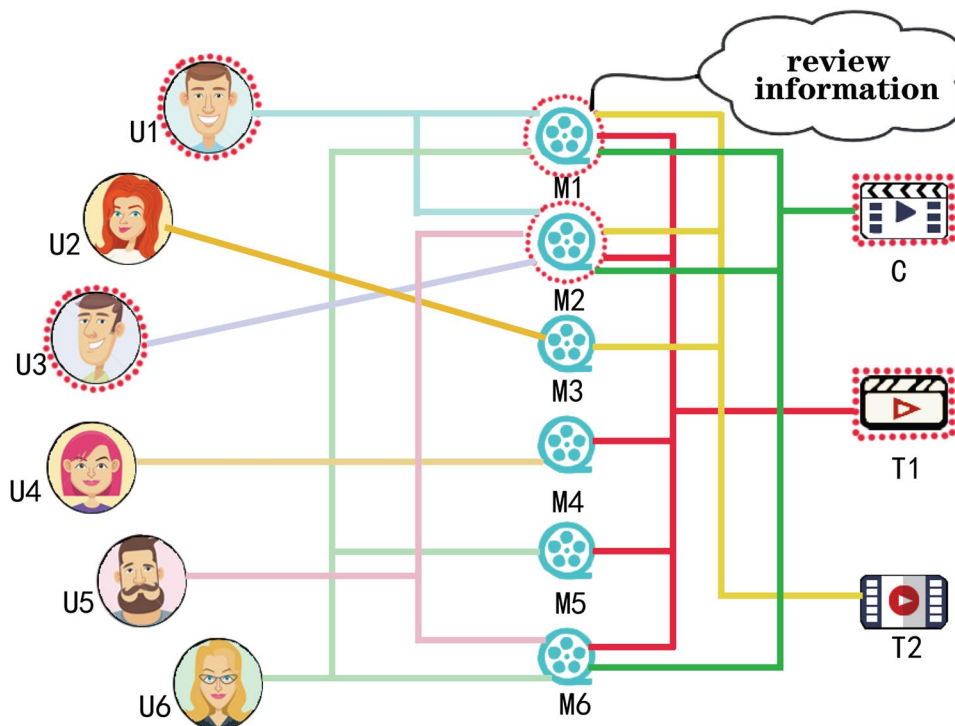 review
information
U1
M1
U2
M2
C
U3
M3
T1
U4
M4
U5
M5
T2
U6
M6